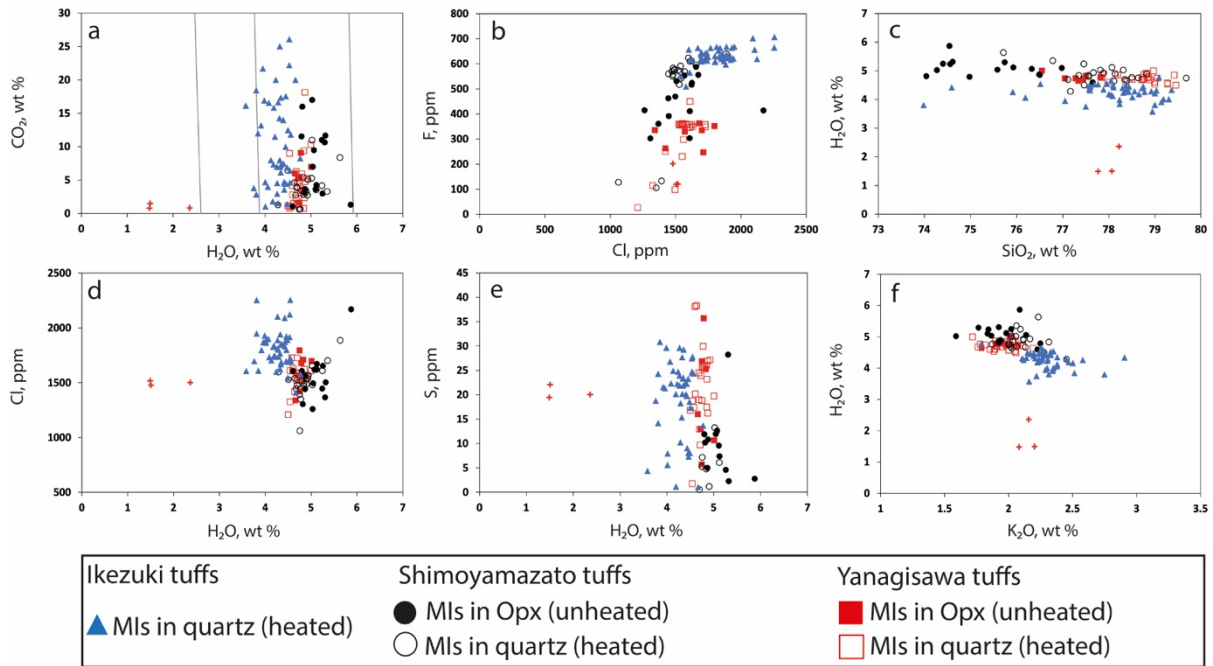 a
30
25
20
15
10
5
0
CO₂, wt %
0 1 2 3 4 5 6 7
H₂O, wt %
b
800
700
600
500
400
300
200
100
0
F, ppm
0 500 1000 1500 2000 2500
Cl, ppm
c
7
6
5
4
3
2
1
0
H₂O, wt %
73 74 75 76 77 78 79 80
SiO₂, wt %
d
2500
2000
1500
1000
500
Cl, ppm
0 1 2 3 4 5 6 7
H₂O, wt %
e
45
40
35
30
25
20
15
10
5
0
S, ppm
0 1 2 3 4 5 6 7
H₂O, wt %
f
7
6
5
4
3
2
1
0
H₂O, wt %
1 1.5 2 2.5 3 3.5
K₂O, wt %
Ikezuki tuffs
MIs in quartz (heated)
Shimoyamazato tuffs
MIs in Opx (unheated)
MIs in quartz (heated)
Yanagisawa tuffs
MIs in Opx (unheated)
MIs in quartz (heated)